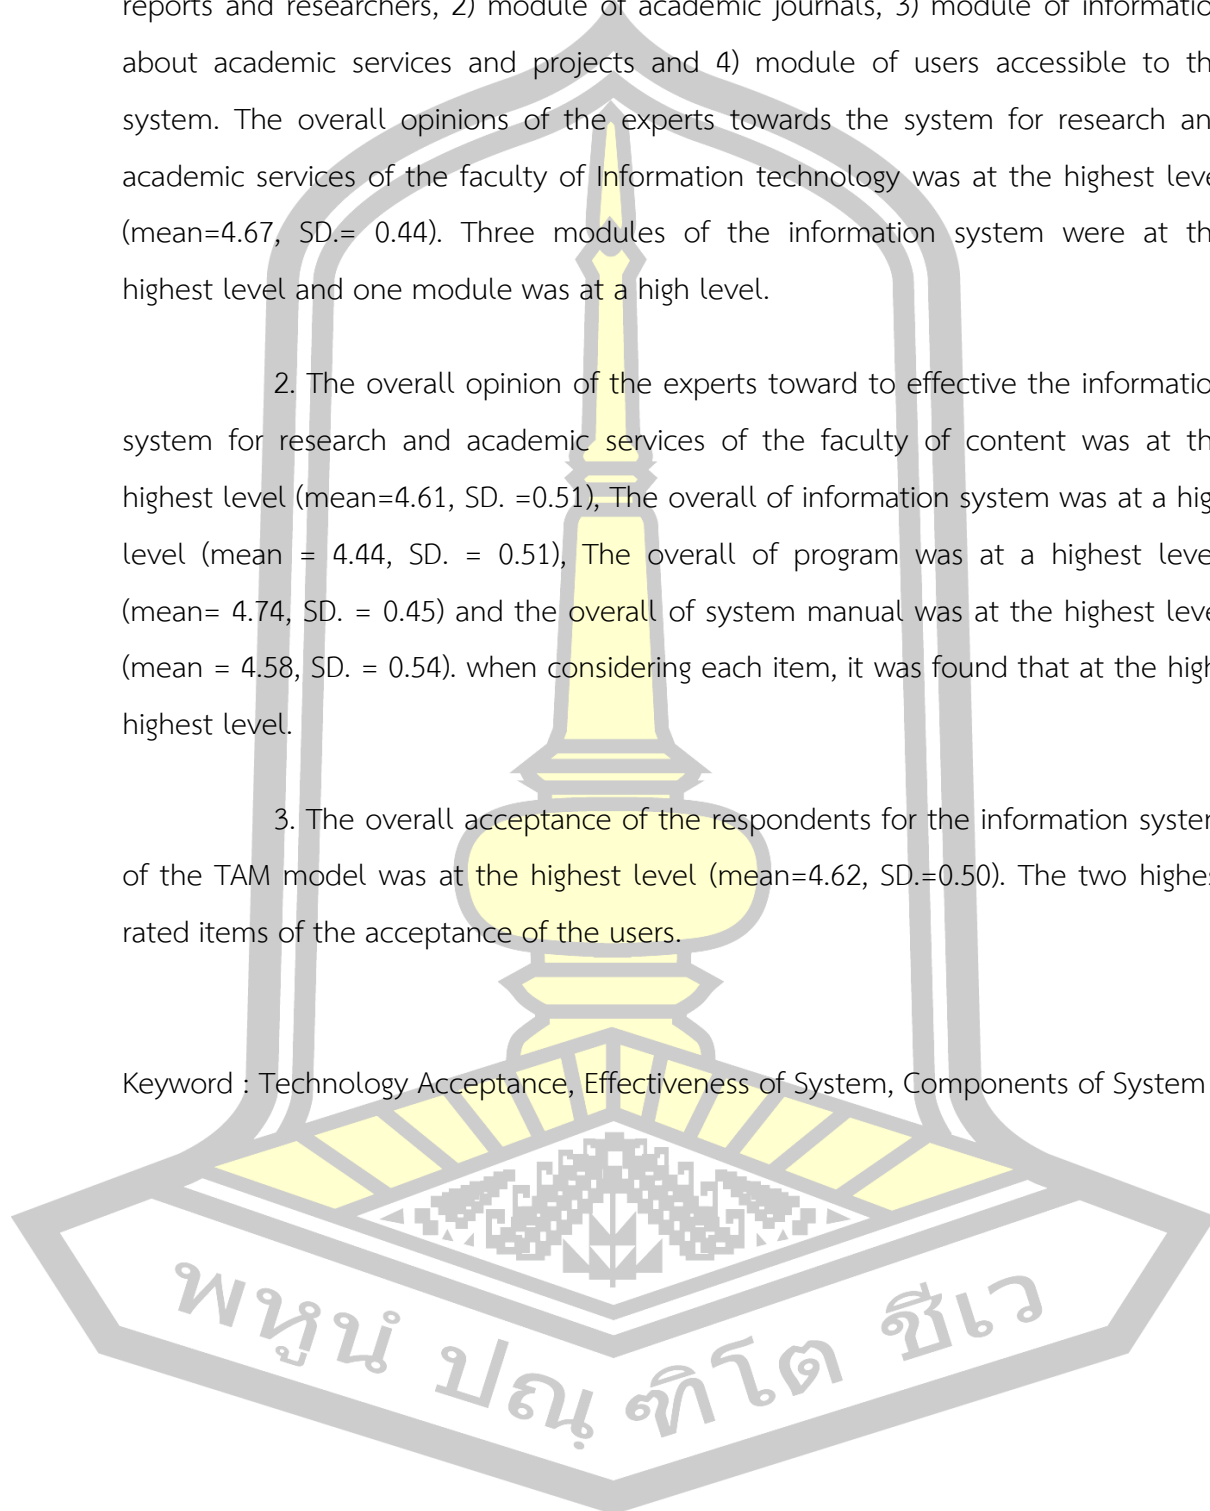 reports and researchers, 2) module of academic journals, 3) module of informatio
about academic services and projects and 4) module of users accessible to th
system. The overall opinions of the experts towards the system for research an
academic services of the faculty of Information technology was at the highest leve
(mean=4.67, SD.= 0.44). Three modules of the information system were at th
highest level and one module was at a high level.
2. The overall opinion of the experts toward to effective the informatio
system for research and academic services of the faculty of content was at th
highest level (mean=4.61, SD. =0.51), The overall of information system was at a hig
level (mean = 4.44, SD. = 0.51), The overall of program was at a highest leve
(mean= 4.74, SD. = 0.45) and the overall of system manual was at the highest leve
(mean = 4.58, SD. = 0.54). when considering each item, it was found that at the high
highest level.
3. The overall acceptance of the respondents for the information system
of the TAM model was at the highest level (mean=4.62, SD.=0.50). The two highes
rated items of the acceptance of the users.
Keyword : Technology Acceptance, Effectiveness of System, Components of System
พหูนํ ปณฺฑิโต ชีเว